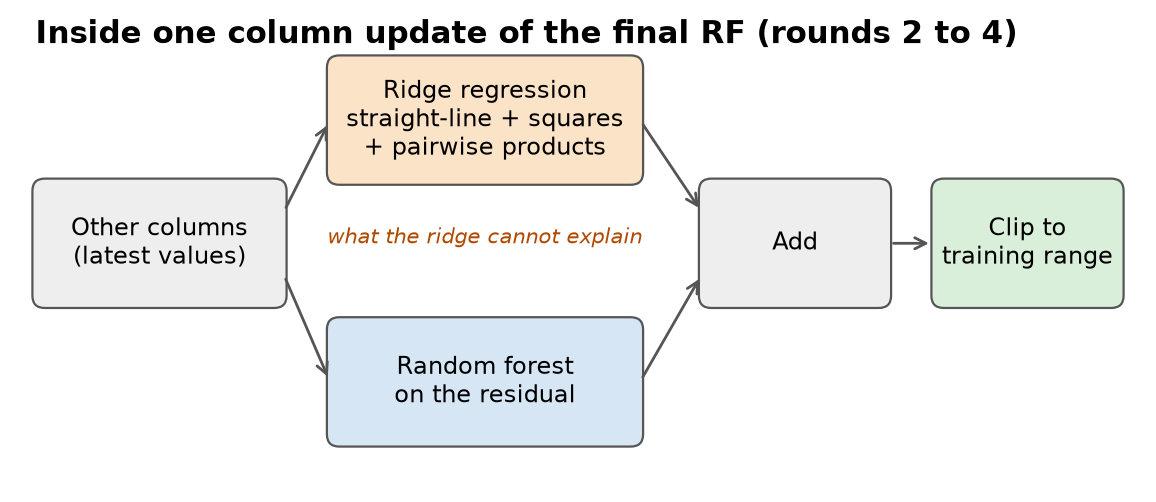 Inside one column update of the final RF (rounds 2 to 4)
Ridge regression
straight-line + squares
+ pairwise products
Other columns
(latest values)
what the ridge cannot explain
Add
Clip to
training range
Random forest
on the residual